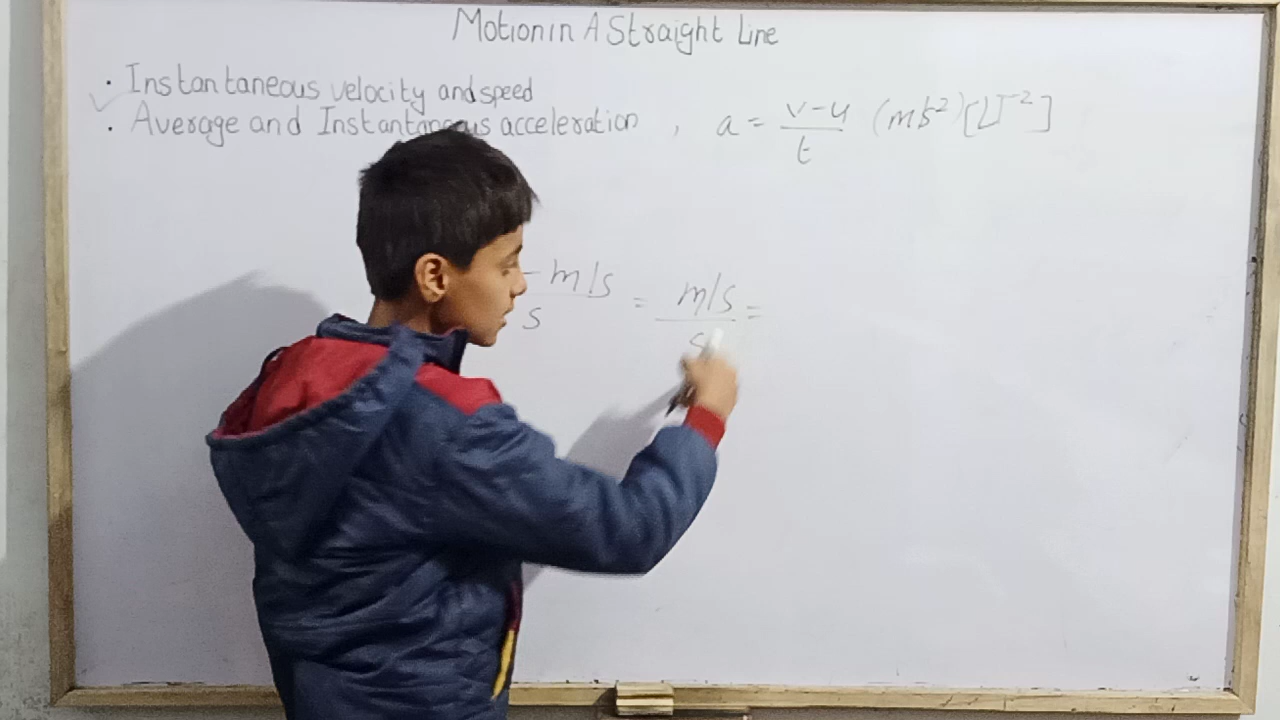 Motion in A Straight Line
• Instantaneous velocity and speed
• Average and Instantaneous acceleration , a = v-u / t (ms⁻²) [LT⁻²]
- m/s / s = m/s / s =